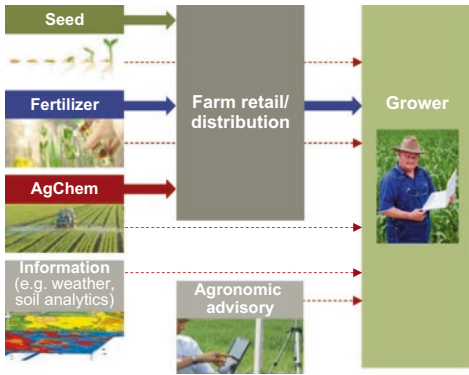 Seed
Fertilizer
Farm retail/
distribution
Grower
AgChem
Information
(e.g. weather,
soil analytics)
Agronomic
advisory